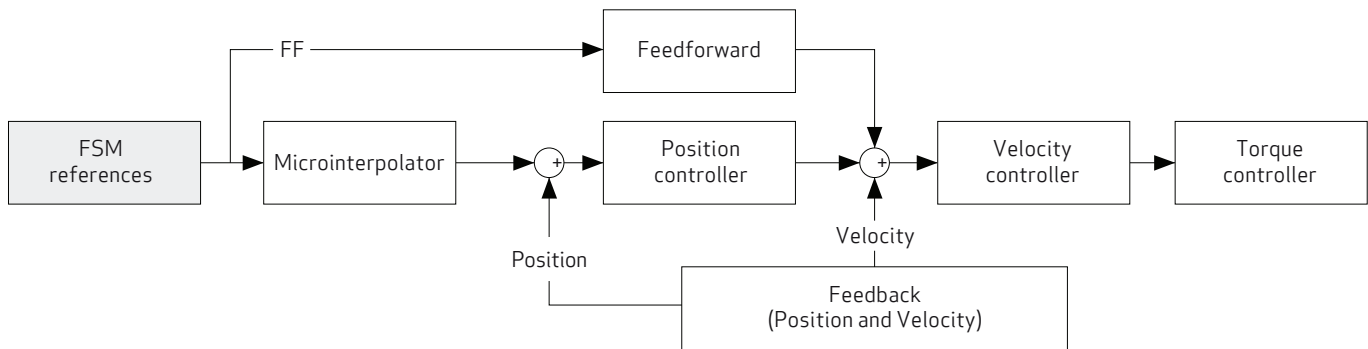 FF
Feedforward
FSM
references
Microinterpolator
+
Position
controller
+
Velocity
controller
Torque
controller
Velocity
Position
Feedback
(Position and Velocity)